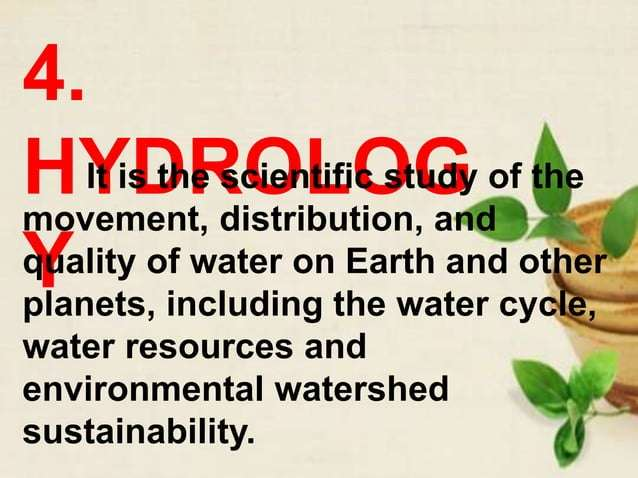 4.
HYDROLOG
Y
It is the scientific study of the
movement, distribution, and
quality of water on Earth and other
planets, including the water cycle,
water resources and
environmental watershed
sustainability.